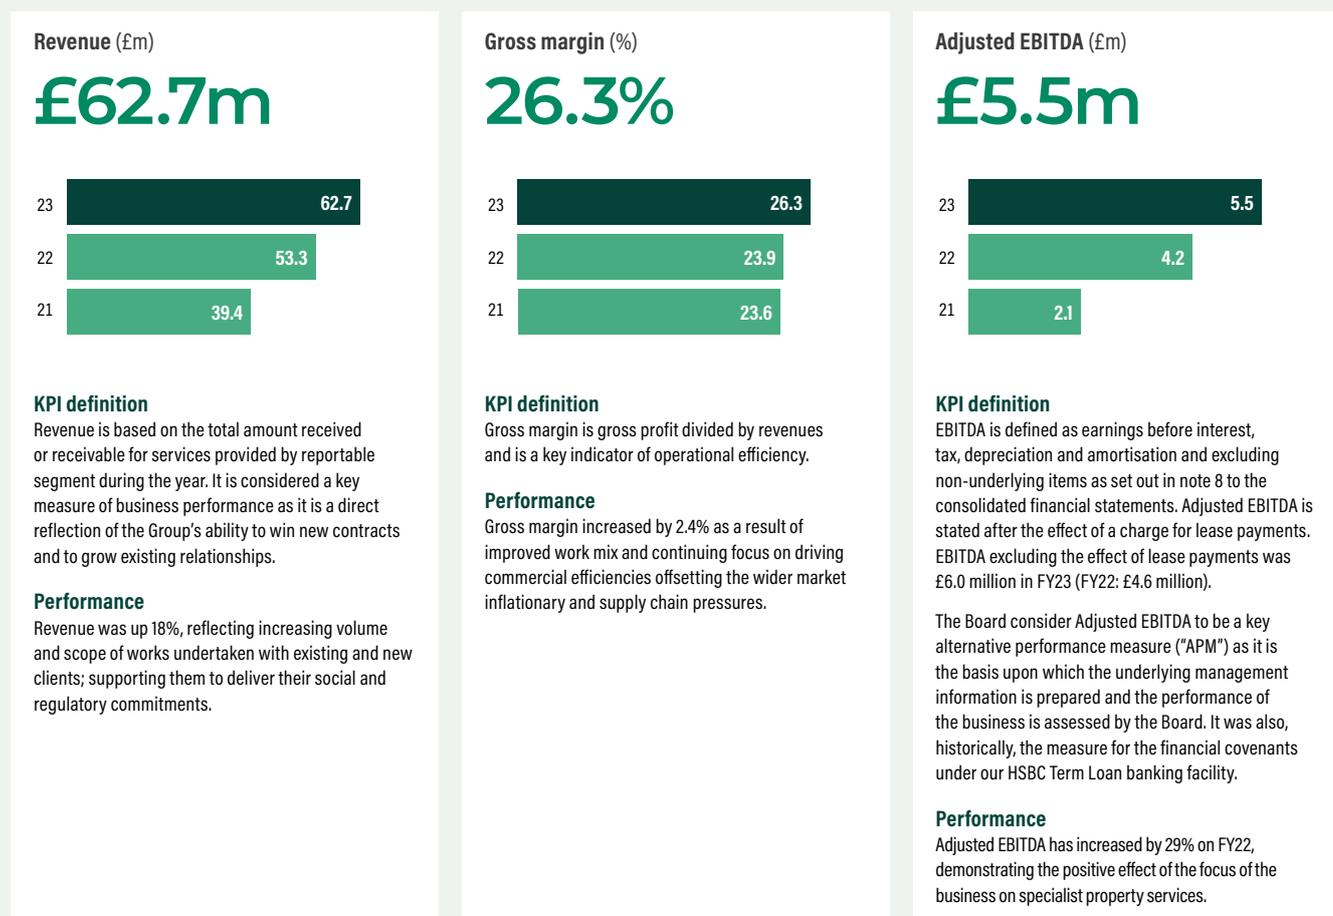 Revenue (£m)
£62.7m
23 62.7
22 53.3
21 39.4
KPI definition
Revenue is based on the total amount received
or receivable for services provided by reportable
segment during the year. It is considered a key
measure of business performance as it is a direct
reflection of the Group’s ability to win new contracts
and to grow existing relationships.
Performance
Revenue was up 18%, reflecting increasing volume
and scope of works undertaken with existing and new
clients; supporting them to deliver their social and
regulatory commitments.
Gross margin (%)
26.3%
23 26.3
22 23.9
21 23.6
KPI definition
Gross margin is gross profit divided by revenues
and is a key indicator of operational efficiency.
Performance
Gross margin increased by 2.4% as a result of
improved work mix and continuing focus on driving
commercial efficiencies offsetting the wider market
inflationary and supply chain pressures.
Adjusted EBITDA (£m)
£5.5m
23 5.5
22 4.2
21 2.1
KPI definition
EBITDA is defined as earnings before interest,
tax, depreciation and amortisation and excluding
non-underlying items as set out in note 8 to the
consolidated financial statements. Adjusted EBITDA is
stated after the effect of a charge for lease payments.
EBITDA excluding the effect of lease payments was
£6.0 million in FY23 (FY22: £4.6 million).
The Board consider Adjusted EBITDA to be a key
alternative performance measure (“APM”) as it is
the basis upon which the underlying management
information is prepared and the performance of
the business is assessed by the Board. It was also,
historically, the measure for the financial covenants
under our HSBC Term Loan banking facility.
Performance
Adjusted EBITDA has increased by 29% on FY22,
demonstrating the positive effect of the focus of the
business on specialist property services.